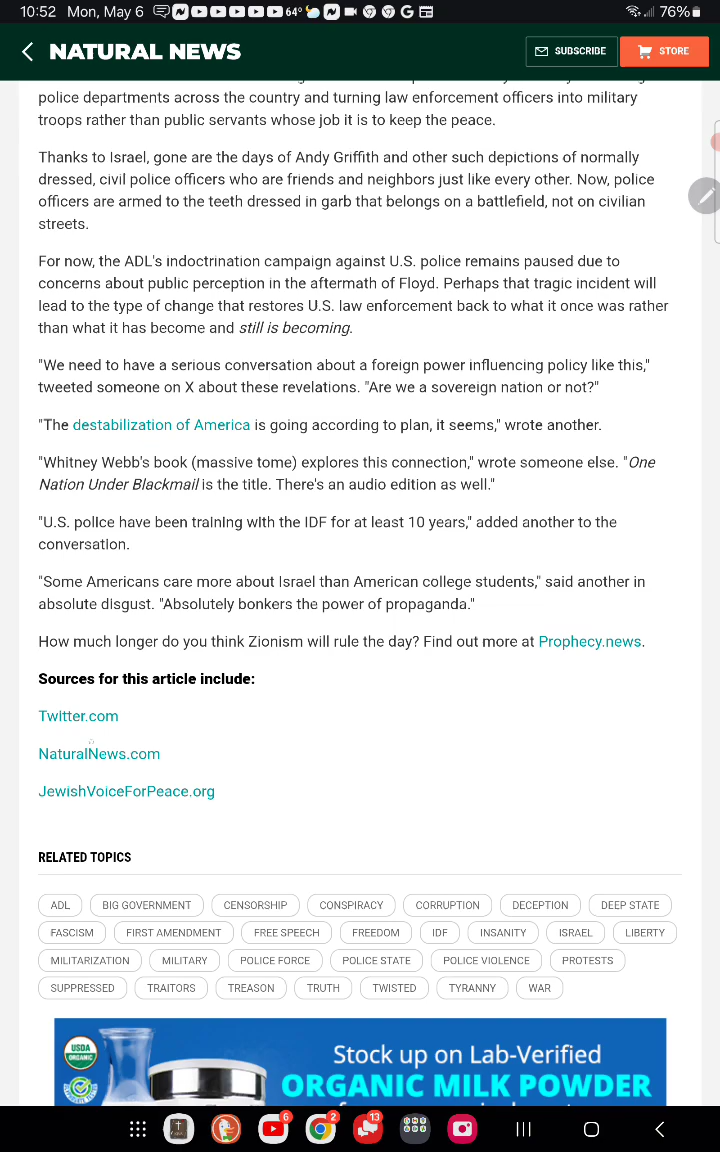 10:52 Mon, May 6 64° 76%
NATURAL NEWS
SUBSCRIBE
STORE
police departments across the country and turning law enforcement officers into military
troops rather than public servants whose job it is to keep the peace.
Thanks to Israel, gone are the days of Andy Griffith and other such depictions of normally
dressed, civil police officers who are friends and neighbors just like every other. Now, police
officers are armed to the teeth dressed in garb that belongs on a battlefield, not on civilian
streets.
For now, the ADL's indoctrination campaign against U.S. police remains paused due to
concerns about public perception in the aftermath of Floyd. Perhaps that tragic incident will
lead to the type of change that restores U.S. law enforcement back to what it once was rather
than what it has become and still is becoming.
"We need to have a serious conversation about a foreign power influencing policy like this,"
tweeted someone on X about these revelations. "Are we a sovereign nation or not?"
"The destabilization of America is going according to plan, it seems," wrote another.
"Whitney Webb's book (massive tome) explores this connection," wrote someone else. "One
Nation Under Blackmail is the title. There's an audio edition as well."
"U.S. police have been training with the IDF for at least 10 years," added another to the
conversation.
"Some Americans care more about Israel than American college students," said another in
absolute disgust. "Absolutely bonkers the power of propaganda."
How much longer do you think Zionism will rule the day? Find out more at Prophecy.news.
Sources for this article include:
Twitter.com
NaturalNews.com
JewishVoiceForPeace.org
RELATED TOPICS
ADL BIG GOVERNMENT CENSORSHIP CONSPIRACY CORRUPTION DECEPTION DEEP STATE
FASCISM FIRST AMENDMENT FREE SPEECH FREEDOM IDF INSANITY ISRAEL LIBERTY
MILITARIZATION MILITARY POLICE FORCE POLICE STATE POLICE VIOLENCE PROTESTS
SUPPRESSED TRAITORS TREASON TRUTH TWISTED TYRANNY WAR
USDA
ORGANIC
Stock up on Lab-Verified
ORGANIC MILK POWDER
6 2 13